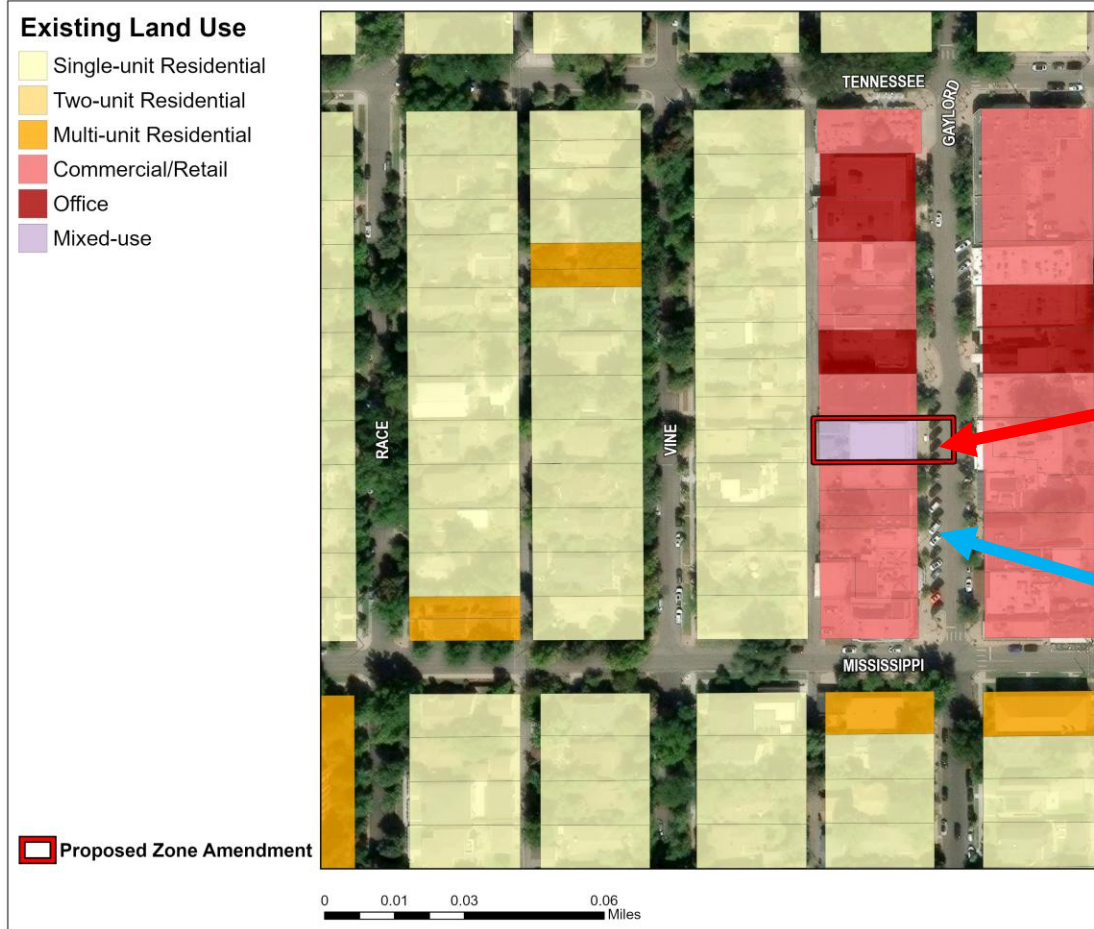 Existing Land Use
Single-unit Residential
Two-unit Residential
Multi-unit Residential
Commercial/Retail
Office
Mixed-use
TENNESSEE
GAYLORD
RACE
VINE
MISSISSIPPI
Proposed Zone Amendment
0 0.01 0.03 0.06
Miles